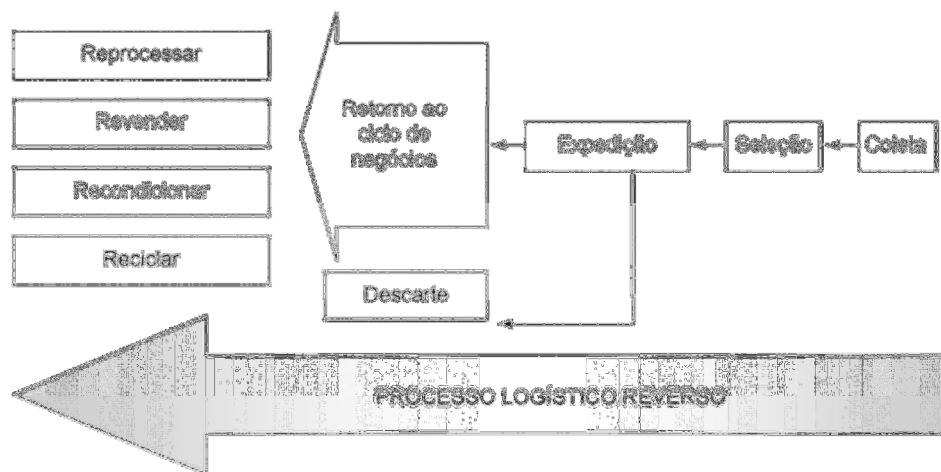 Reprocessar
Revender
Recondicionar
Reciclar
Retorno ao
ciclo de
negócios
Expedição
Seleção
Coleta
Descarte
PROCESSO LOGÍSTICO REVERSO